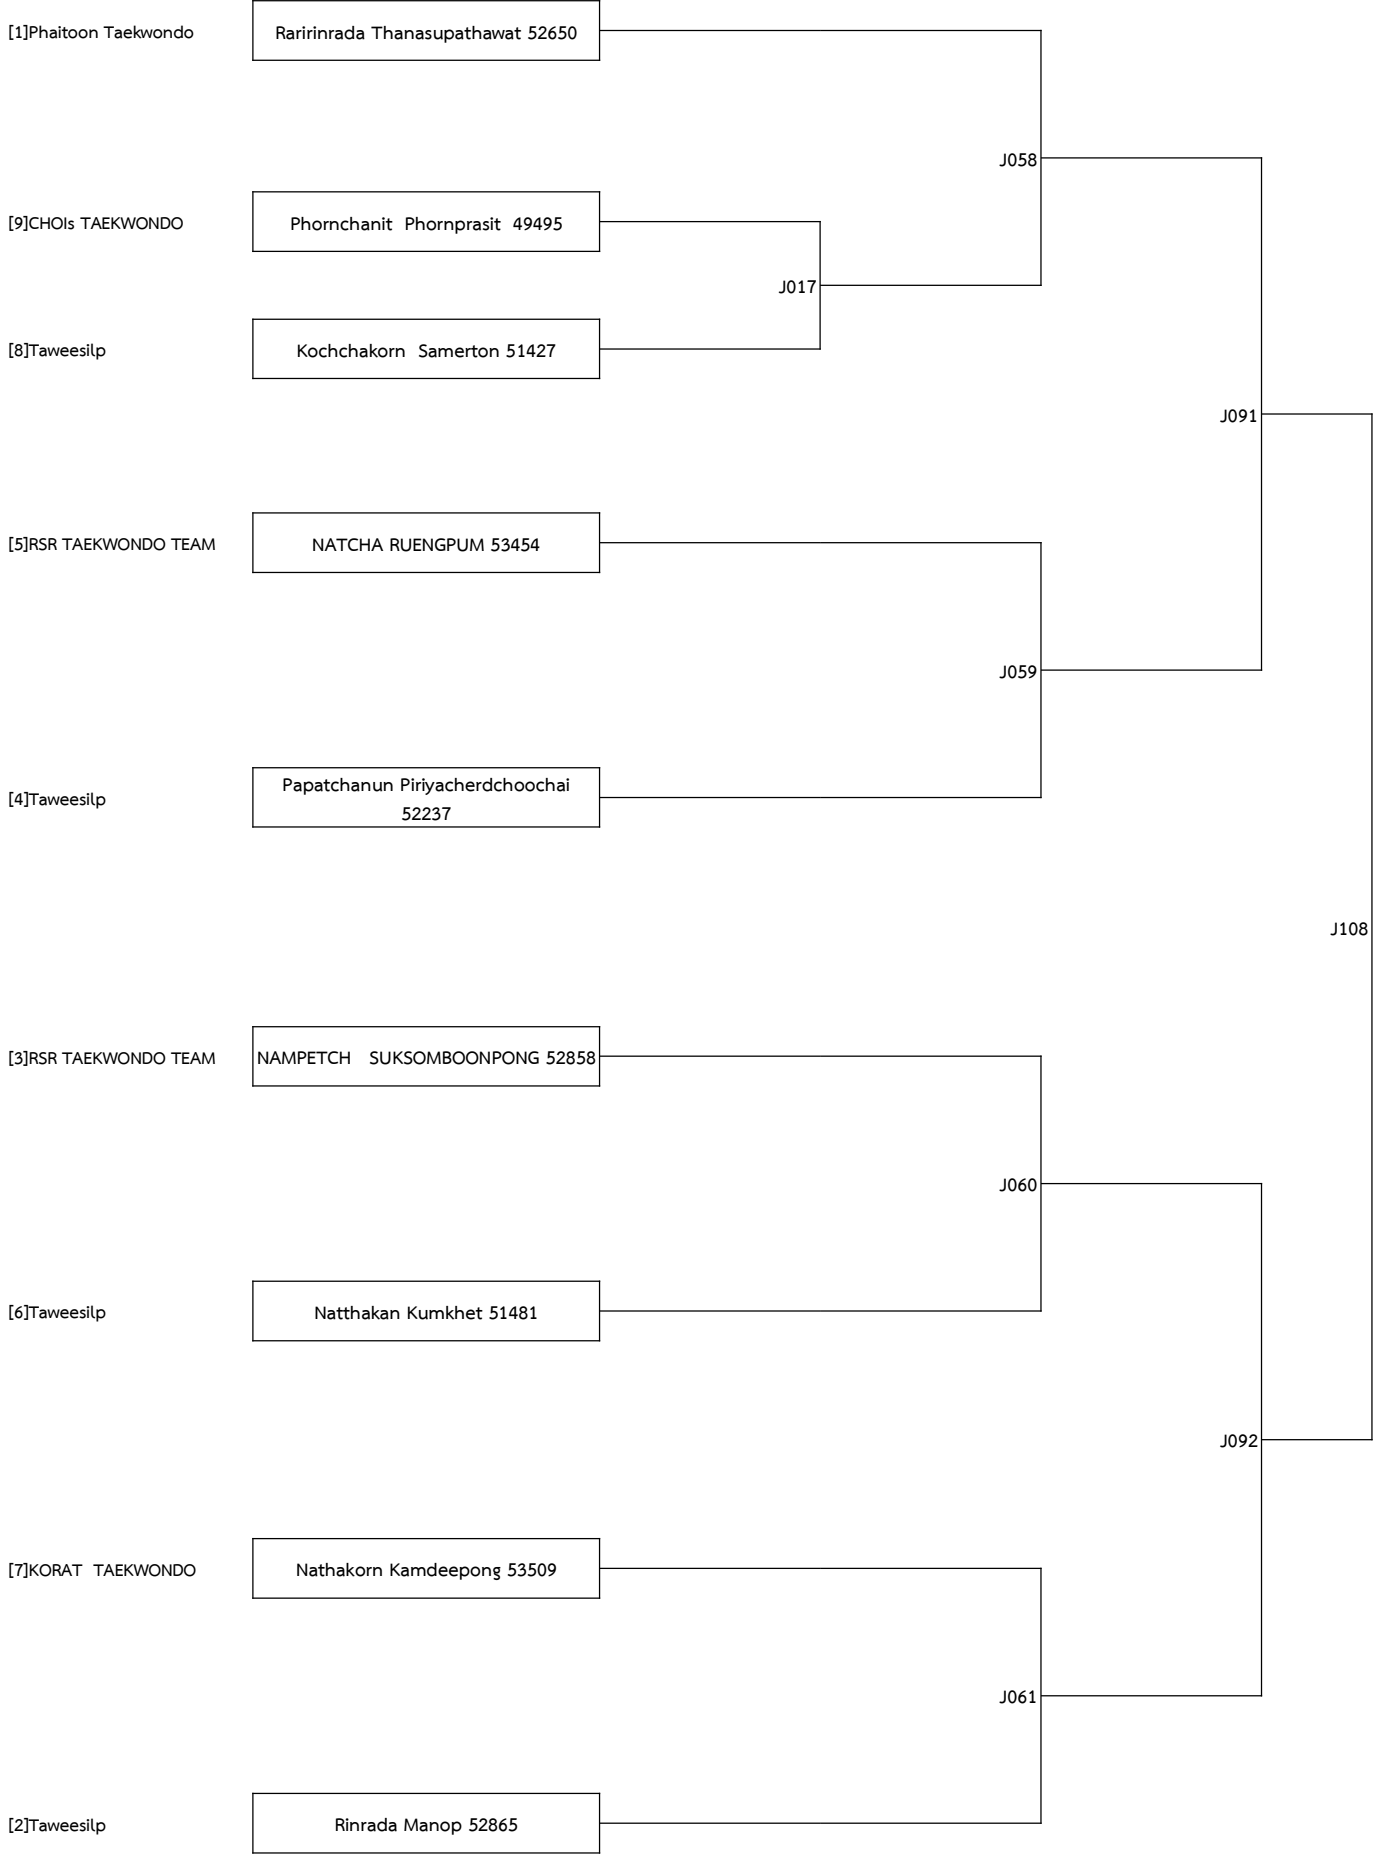 [1]Phaitoon Taekwondo
Raririnrada Thanasupathawat 52650
J058
[9]CHOIs TAEKWONDO
Phornchanit Phornprasit 49495
J017
[8]Taweesilp
Kochchakorn Samerton 51427
J091
[5]RSR TAEKWONDO TEAM
NATCHA RUENGPUM 53454
J059
[4]Taweesilp
Papatchanun Piriyacherdchoochai
52237
J108
[3]RSR TAEKWONDO TEAM
NAMPETCH SUKSOMBOONPONG 52858
J060
[6]Taweesilp
Natthakan Kumkhet 51481
J092
[7]KORAT TAEKWONDO
Nathakorn Kamdeepong 53509
J061
[2]Taweesilp
Rinrada Manop 52865